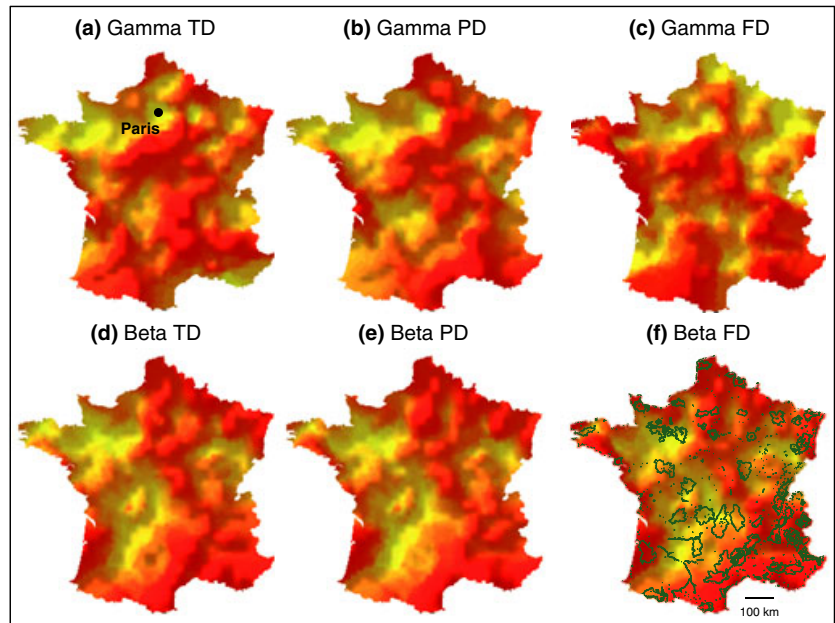 (a) Gamma TD
(b) Gamma PD
(c) Gamma FD
Paris
(d) Beta TD
(e) Beta PD
(f) Beta FD
100 km